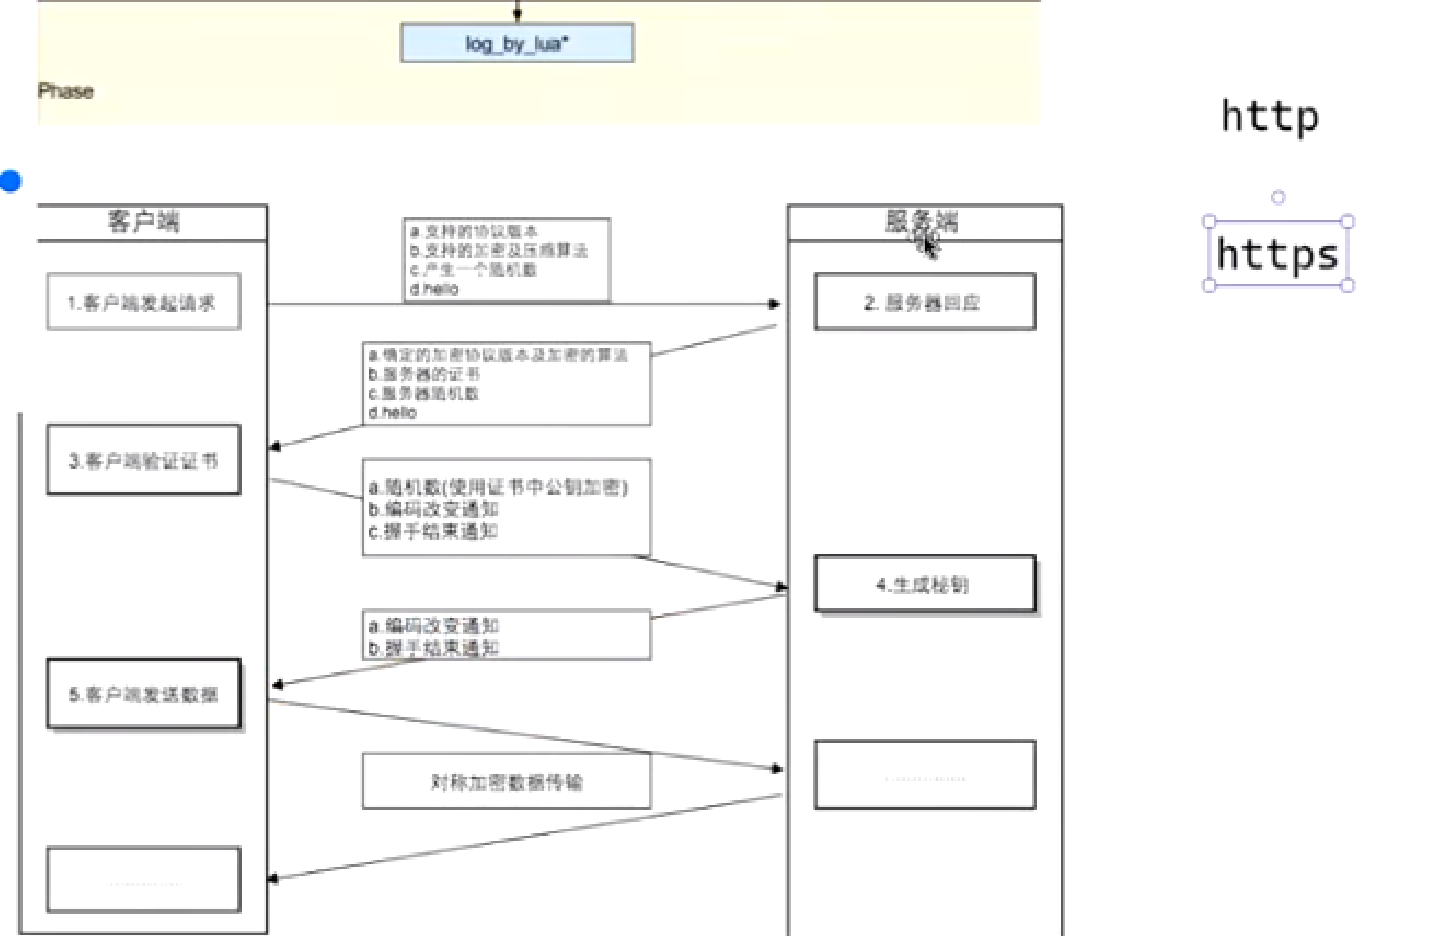 log_by_lua*
Phase
http
https
客户端
服务端
a.支持的协议版本
b.支持的加密及压缩算法
c.产生一个随机数
d.hello
1.客户端发起请求
2. 服务器回应
a.确定的加密协议版本及加密的算法
b.服务器的证书
c.服务器随机数
d.hello
3.客户端验证证书
a.随机数(使用证书中公钥加密)
b.编码改变通知
c.握手结束通知
4.生成秘钥
a.编码改变通知
b.握手结束通知
5.客户端发送数据
对称加密数据传输